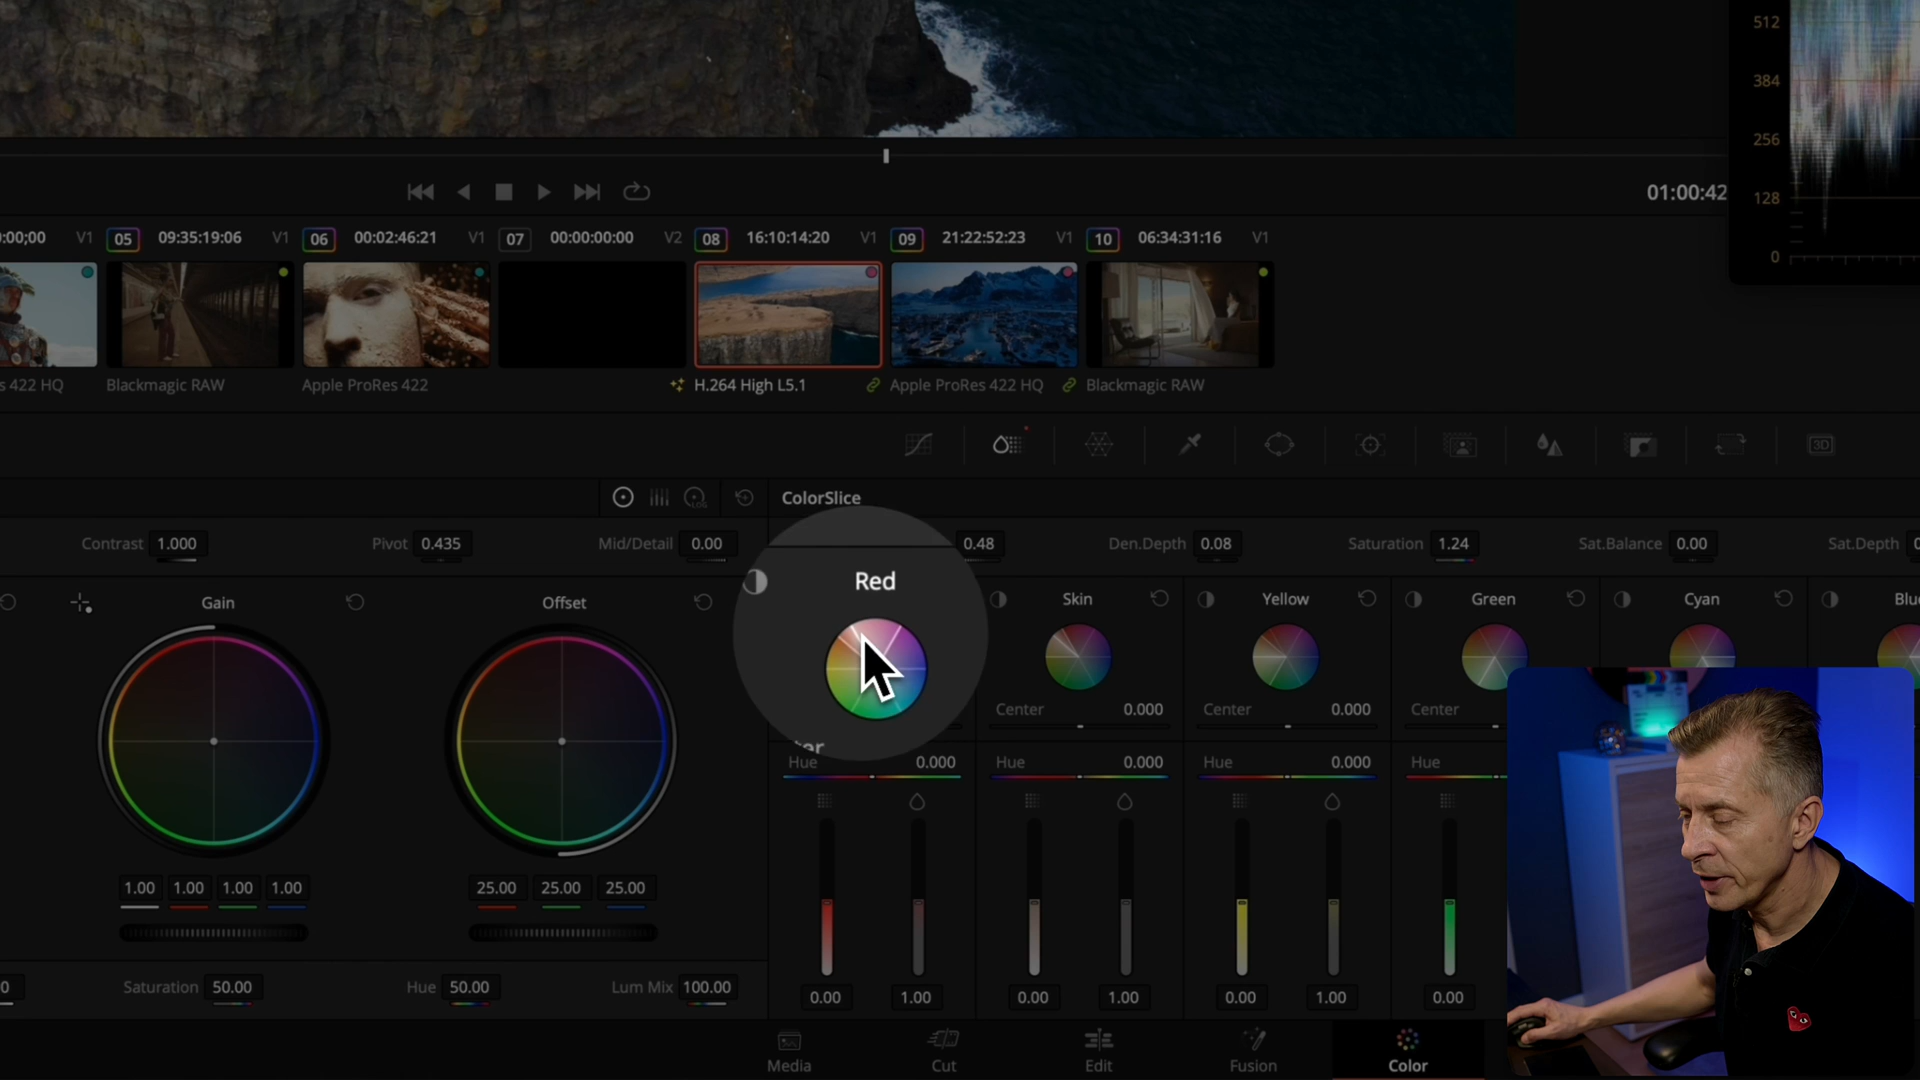 512
384
256
128
0
01:00:42
0:00;00 V1 05 09:35:19:06 V1 06 00:02:46:21 V1 07 00:00:00:00 V2 08 16:10:14:20 V1 09 21:22:52:23 V1 10 06:34:31:16 V1
s 422 HQ Blackmagic RAW Apple ProRes 422 H.264 High L5.1 Apple ProRes 422 HQ Blackmagic RAW
3D
LOG
ColorSlice
Contrast 1.000 Pivot 0.435 Mid/Detail 0.00 0.48 Den.Depth 0.08 Saturation 1.24 Sat.Balance 0.00 Sat.Depth
Gain Offset Red Skin Yellow Green Cyan Blu
Center 0.000 Center 0.000 Center
ter
Hue 0.000 Hue 0.000 Hue 0.000 Hue
1.00 1.00 1.00 1.00 25.00 25.00 25.00
0 Saturation 50.00 Hue 50.00 Lum Mix 100.00 0.00 1.00 0.00 1.00 0.00 1.00 0.00
Media Cut Edit Fusion Color